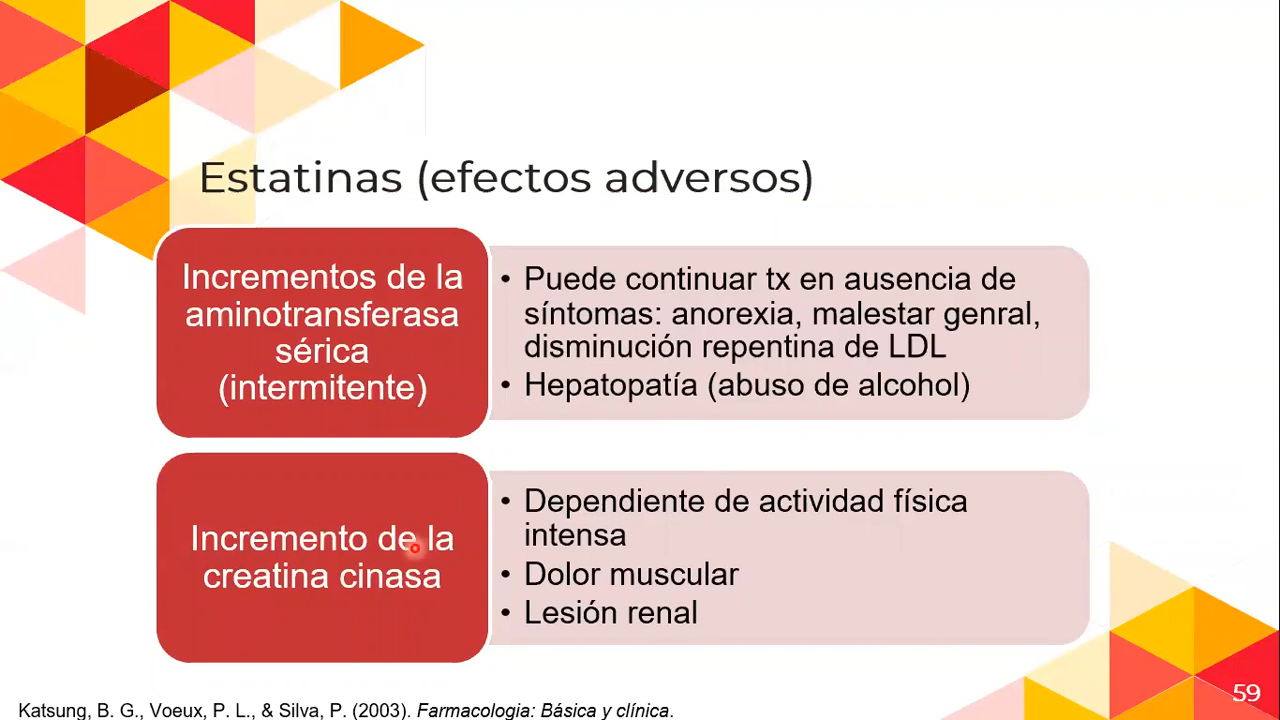 Estatinas (efectos adversos)
Incrementos de la
aminotransferasa
sérica
(intermitente)
• Puede continuar tx en ausencia de
síntomas: anorexia, malestar genral,
disminución repentina de LDL
• Hepatopatía (abuso de alcohol)
Incremento de la
creatina cinasa
• Dependiente de actividad física
intensa
• Dolor muscular
• Lesión renal
59
Katsung, B. G., Voeux, P. L., & Silva, P. (2003). Farmacologia: Básica y clínica.